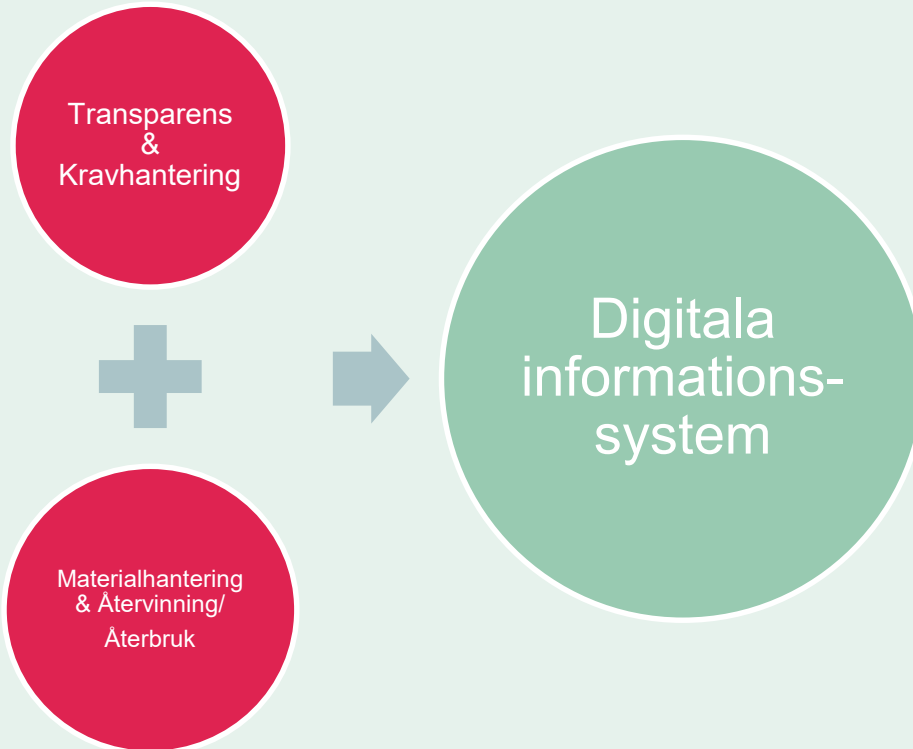 Transparens
&
Kravhantering
Materialhantering
& Återvinning/
Återbruk
Digitala
informations-
system